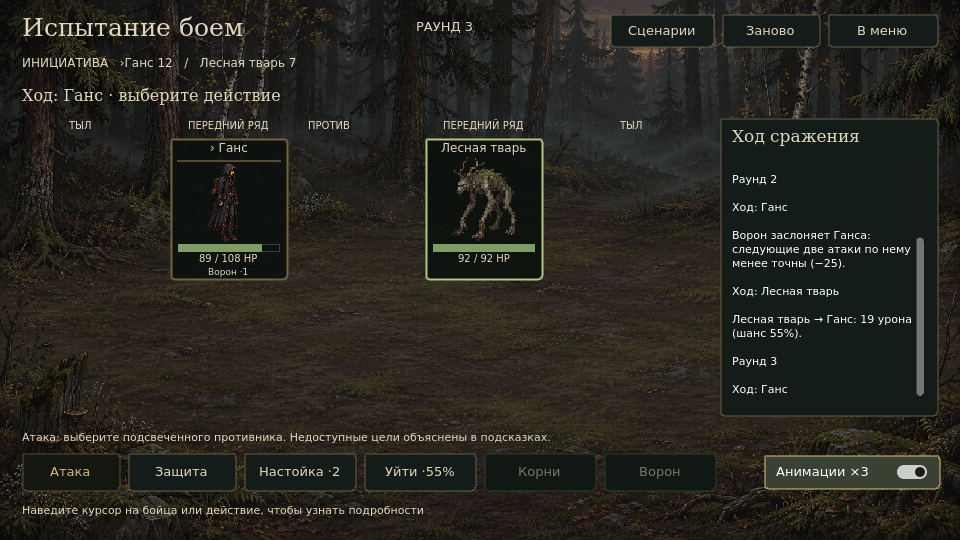 Испытание боем
РАУНД 3
Сценарии
Заново
В меню
ИНИЦИАТИВА ›Ганс 12 / Лесная тварь 7
Ход: Ганс · выберите действие
ТЫЛ
ПЕРЕДНИЙ РЯД
ПРОТИВ
ПЕРЕДНИЙ РЯД
ТЫЛ
› Ганс
89 / 108 HP
Ворон ·1
Лесная тварь
92 / 92 HP
Ход сражения
Раунд 2
Ход: Ганс
Ворон заслоняет Ганса:
следующие две атаки по нему
менее точны (−25).
Ход: Лесная тварь
Лесная тварь → Ганс: 19 урона
(шанс 55%).
Раунд 3
Ход: Ганс
Атака: выберите подсвеченного противника. Недоступные цели объяснены в подсказках.
Атака
Защита
Настойка ·2
Уйти ·55%
Корни
Ворон
Анимации ×3
Наведите курсор на бойца или действие, чтобы узнать подробности